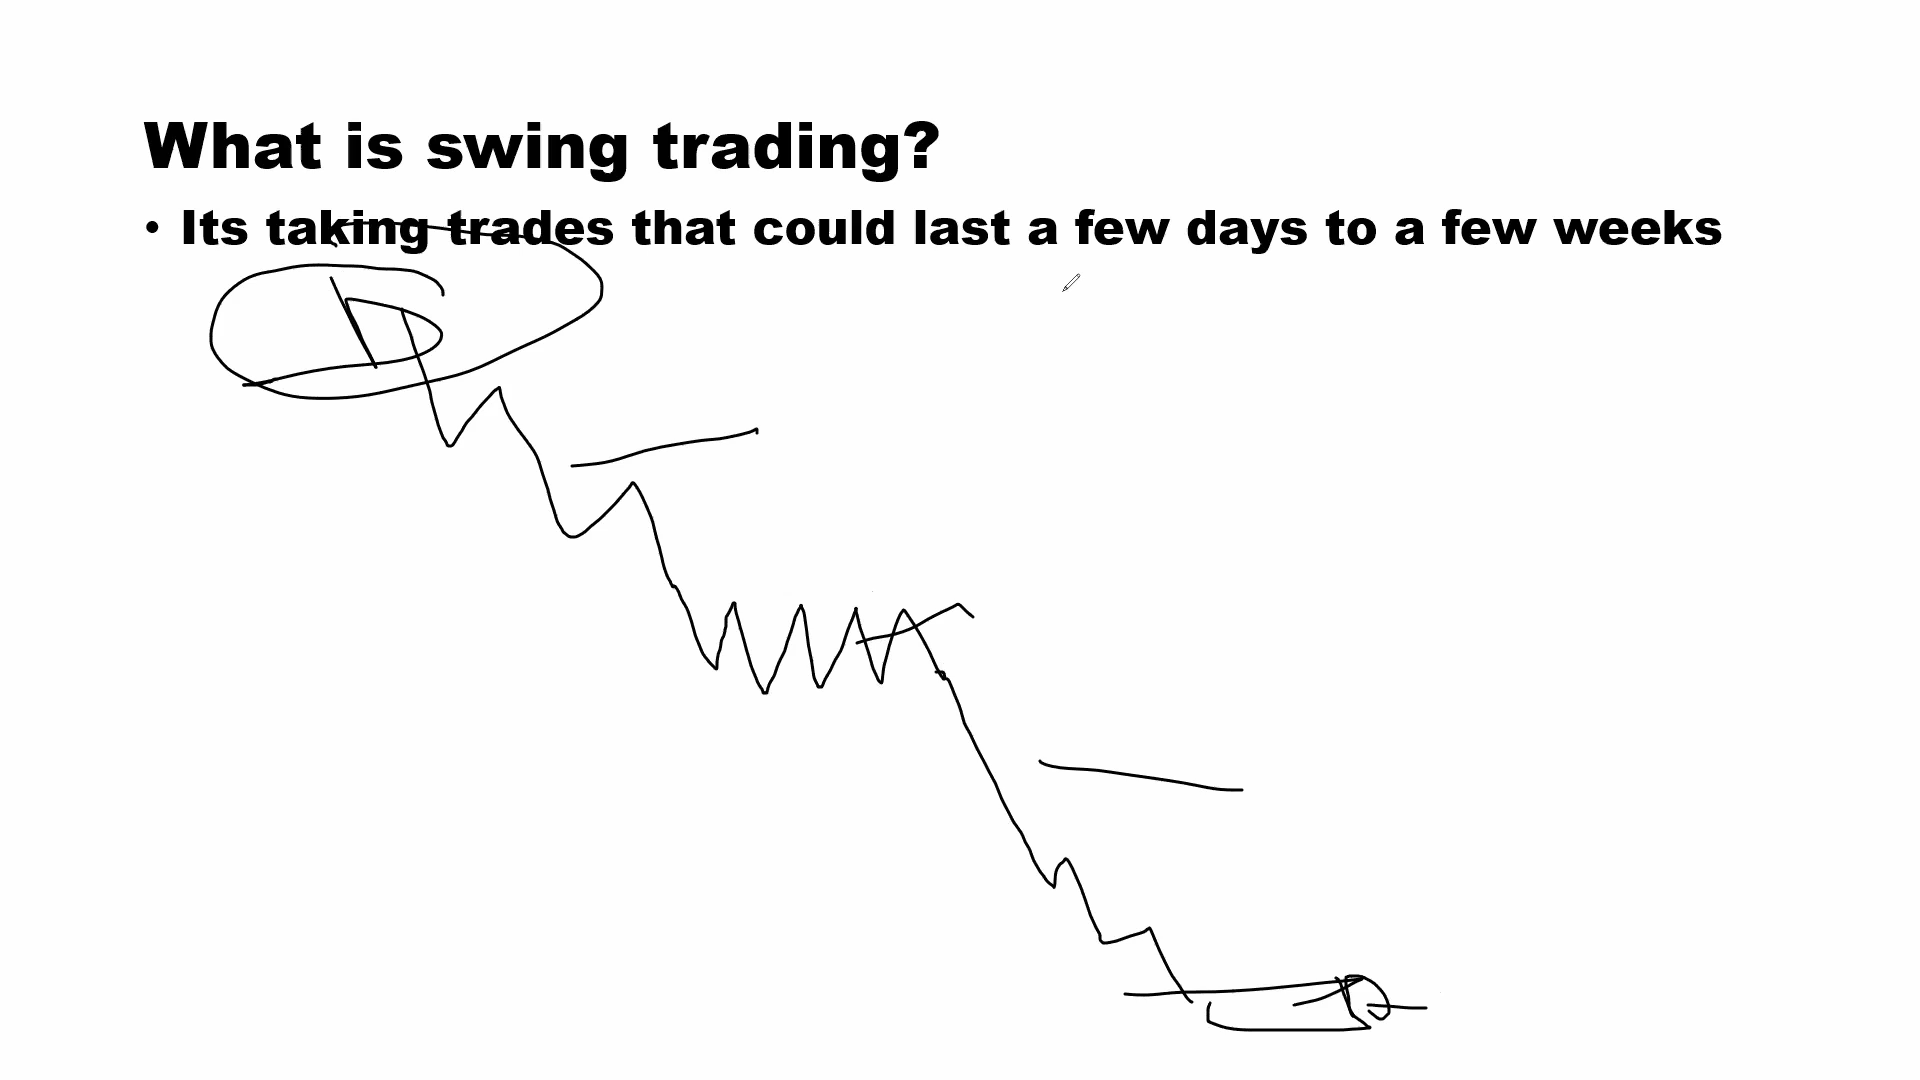 What is swing trading?
• Its taking trades that could last a few days to a few weeks